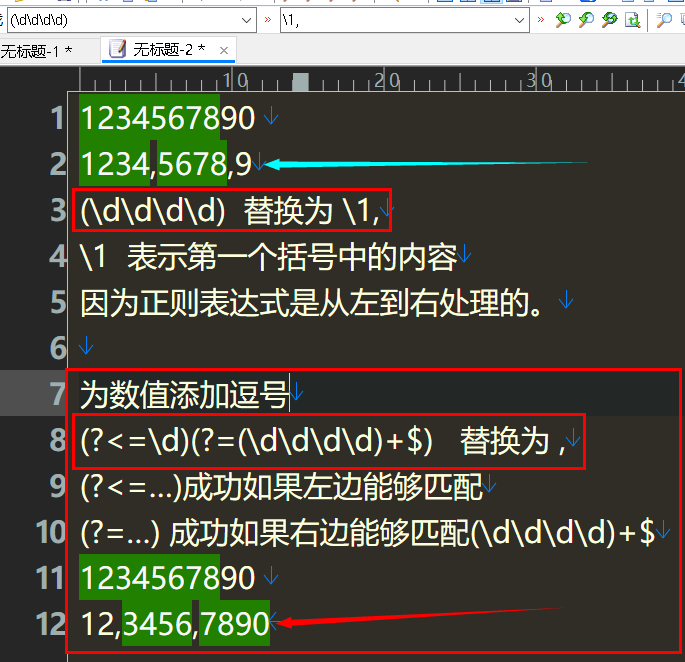 (\d\d\d\d) » \1, »
无标题-1 * 无标题-2 * ×
10 20 30
1 1234567890
2 1234,5678,9
3 (\d\d\d\d) 替换为 \1,
4 \1 表示第一个括号中的内容
5 因为正则表达式是从左到右处理的。
6
7 为数值添加逗号
8 (?<=\d)(?=(\d\d\d\d)+$) 替换为 ,
9 (?<=...)成功如果左边能够匹配
10 (?=...) 成功如果右边能够匹配(\d\d\d\d)+$
11 1234567890
12 12,3456,7890